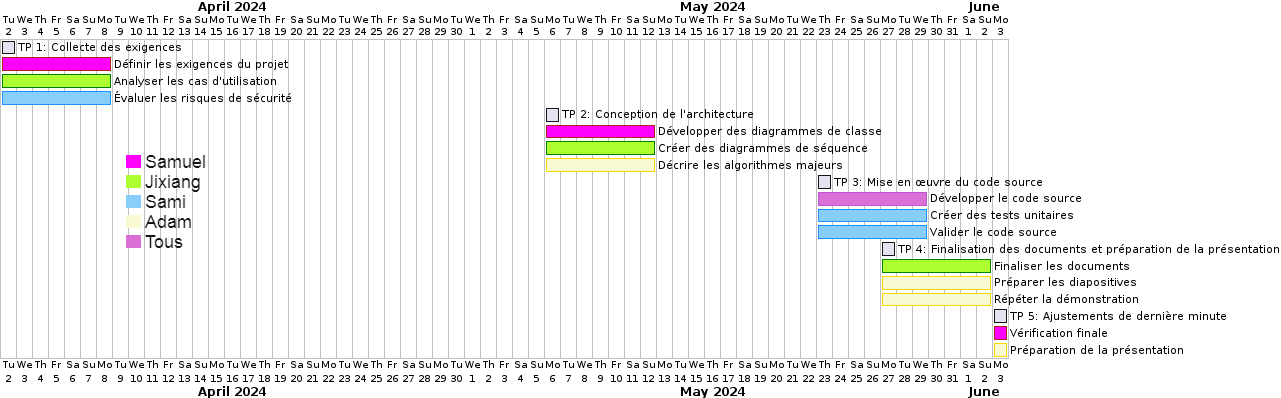 April 2024 May 2024 June
Tu We Th Fr Sa Su Mo Tu We Th Fr Sa Su Mo Tu We Th Fr Sa Su Mo Tu We Th Fr Sa Su Mo Tu We Th Fr Sa Su Mo Tu We Th Fr Sa Su Mo Tu We Th Fr Sa Su Mo Tu We Th Fr Sa Su Mo Tu We Th Fr Sa Su Mo
2 3 4 5 6 7 8 9 10 11 12 13 14 15 16 17 18 19 20 21 22 23 24 25 26 27 28 29 30 1 2 3 4 5 6 7 8 9 10 11 12 13 14 15 16 17 18 19 20 21 22 23 24 25 26 27 28 29 30 31 1 2 3
TP 1: Collecte des exigences
Définir les exigences du projet
Analyser les cas d'utilisation
Évaluer les risques de sécurité
TP 2: Conception de l'architecture
Développer des diagrammes de classe
Créer des diagrammes de séquence
Décrire les algorithmes majeurs
Samuel
Jixiang
Sami
Adam
Tous
TP 3: Mise en œuvre du code source
Développer le code source
Créer des tests unitaires
Valider le code source
TP 4: Finalisation des documents et préparation de la présentation
Finaliser les documents
Préparer les diapositives
Répéter la démonstration
TP 5: Ajustements de dernière minute
Vérification finale
Préparation de la présentation
Tu We Th Fr Sa Su Mo Tu We Th Fr Sa Su Mo Tu We Th Fr Sa Su Mo Tu We Th Fr Sa Su Mo Tu We Th Fr Sa Su Mo Tu We Th Fr Sa Su Mo Tu We Th Fr Sa Su Mo Tu We Th Fr Sa Su Mo Tu We Th Fr Sa Su Mo
2 3 4 5 6 7 8 9 10 11 12 13 14 15 16 17 18 19 20 21 22 23 24 25 26 27 28 29 30 1 2 3 4 5 6 7 8 9 10 11 12 13 14 15 16 17 18 19 20 21 22 23 24 25 26 27 28 29 30 31 1 2 3
April 2024 May 2024 June